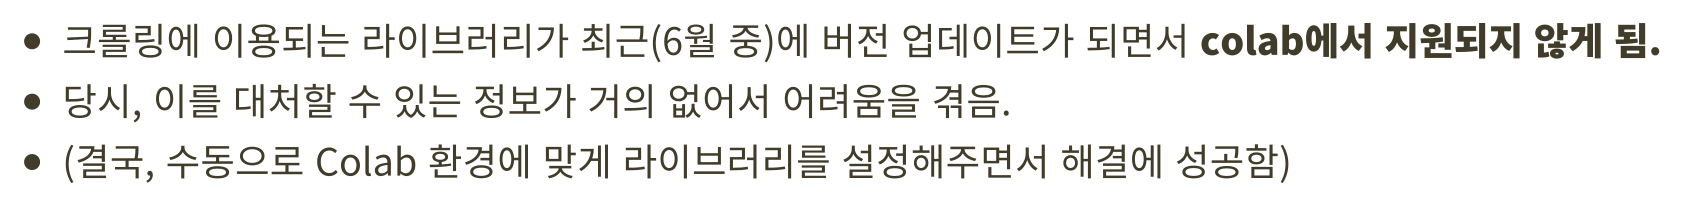 • 크롤링에 이용되는 라이브러리가 최근(6월 중)에 버전 업데이트가 되면서 colab에서 지원되지 않게 됨.
• 당시, 이를 대처할 수 있는 정보가 거의 없어서 어려움을 겪음.
• (결국, 수동으로 Colab 환경에 맞게 라이브러리를 설정해주면서 해결에 성공함)